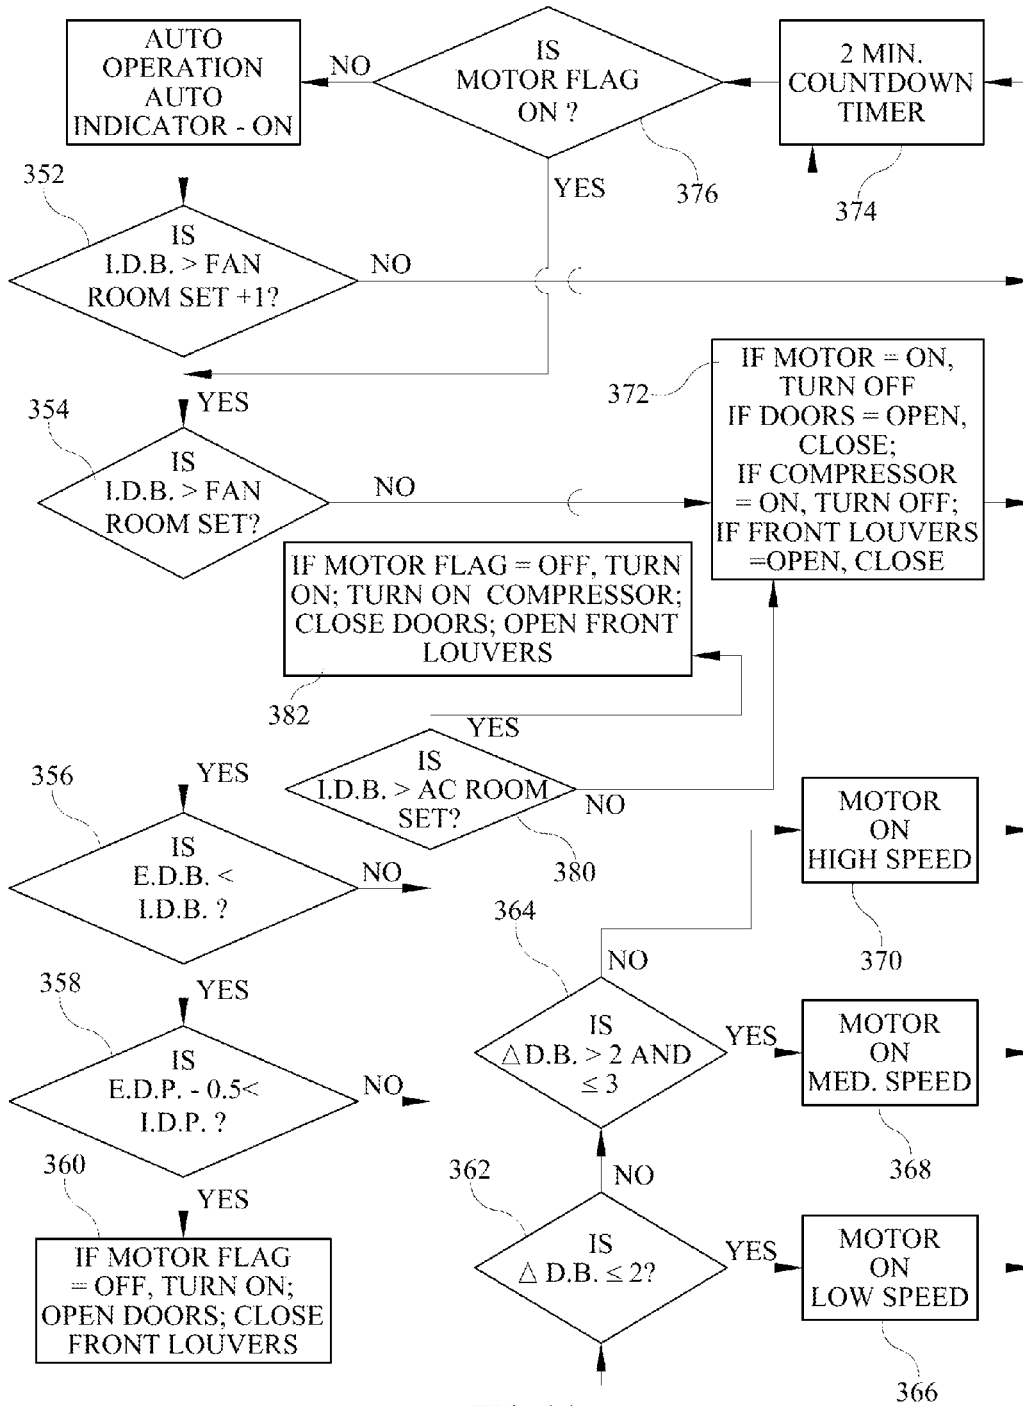 AUTO
OPERATION
AUTO
INDICATOR - ON
NO
IS
MOTOR FLAG
ON ?
2 MIN.
COUNTDOWN
TIMER
352
YES
376
374
IS
I.D.B. > FAN
ROOM SET +1?
NO
372
IF MOTOR = ON,
TURN OFF
IF DOORS = OPEN,
CLOSE;
IF COMPRESSOR
= ON, TURN OFF;
IF FRONT LOUVERS
=OPEN, CLOSE
354
YES
IS
I.D.B. > FAN
ROOM SET?
NO
IF MOTOR FLAG = OFF, TURN
ON; TURN ON COMPRESSOR;
CLOSE DOORS; OPEN FRONT
LOUVERS
382
YES
356
YES
IS
I.D.B. > AC ROOM
SET?
NO
380
MOTOR
ON
HIGH SPEED
370
IS
E.D.B. <
I.D.B. ?
NO
364
NO
358
YES
IS
△ D.B. > 2 AND
≤ 3
YES
MOTOR
ON
MED. SPEED
368
IS
E.D.P. - 0.5<
I.D.P. ?
NO
360
YES
362
NO
IS
△ D.B. ≤ 2?
YES
MOTOR
ON
LOW SPEED
366
IF MOTOR FLAG
= OFF, TURN ON;
OPEN DOORS; CLOSE
FRONT LOUVERS